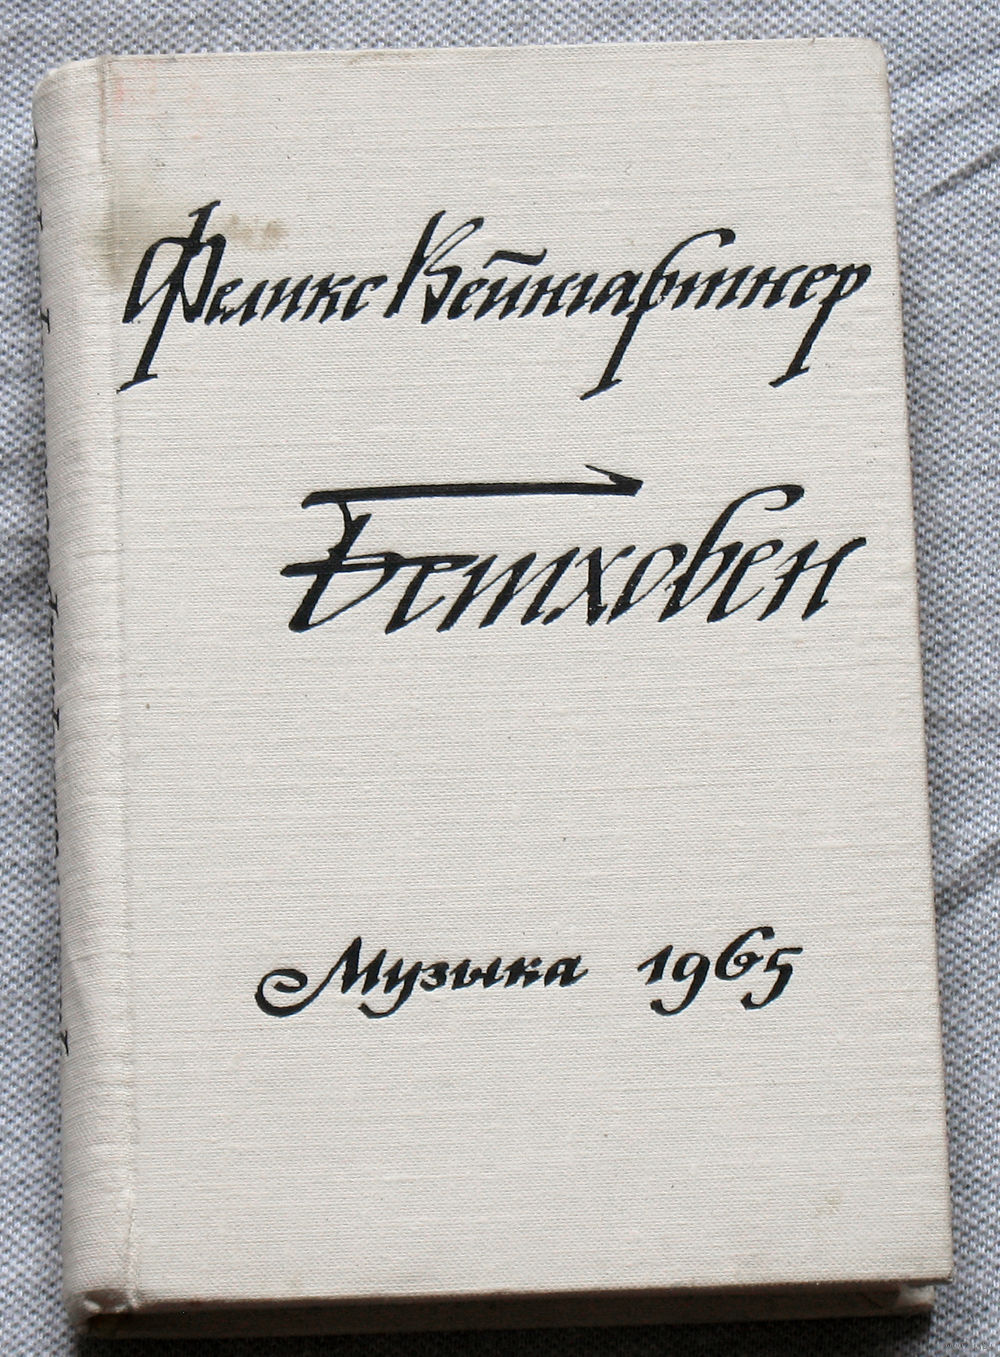 Феликс Вейнгартнер
Бетховен
Музыка 1965